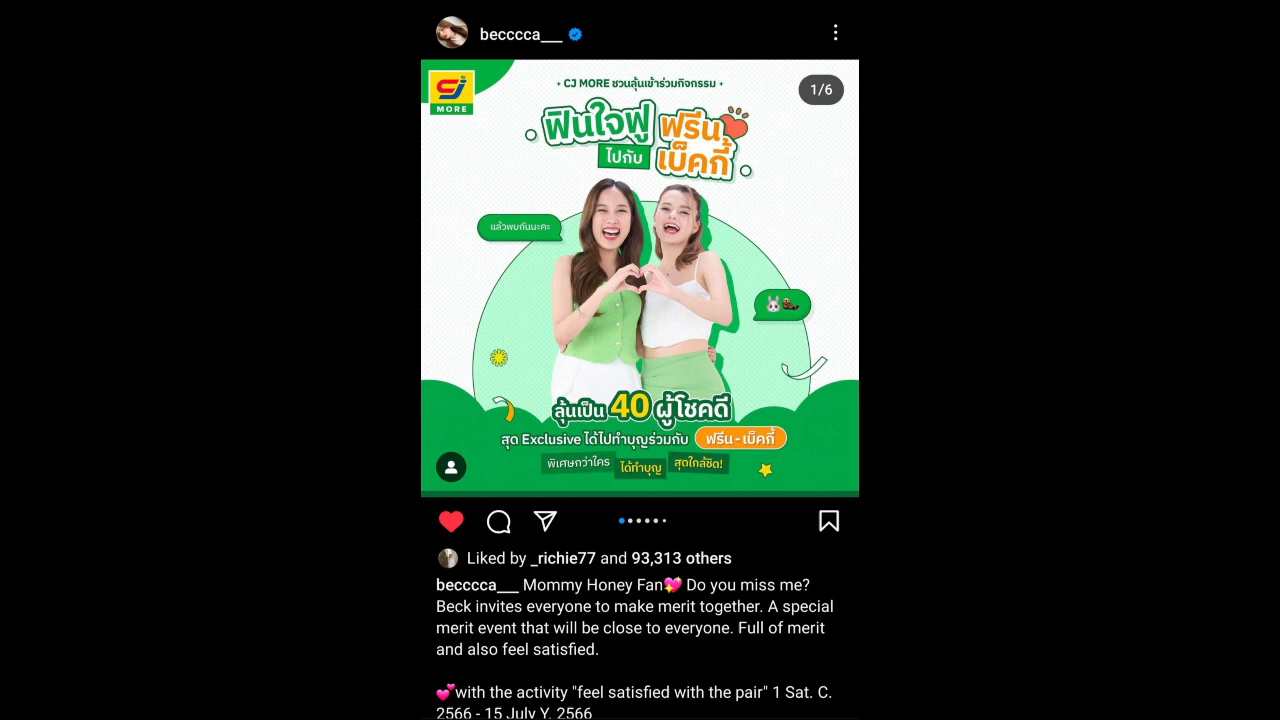 becccca___
CJ
MORE
1/6
+ CJ MORE ชวนลุ้นเข้าร่วมกิจกรรม +
ฟินใจฟู
ไปกับ
ฟรีน
เบ็คกี้
แล้วพบกันนะคะ
ลุ้นเป็น 40 ผู้โชคดี
สุด Exclusive ได้ไปทำบุญร่วมกับ ฟรีน - เบ็คกี้
พิเศษกว่าใคร ได้ทำบุญ สุดใกล้ชิด!
Liked by _richie77 and 93,313 others
becccca___ Mommy Honey Fan💖 Do you miss me?
Beck invites everyone to make merit together. A special
merit event that will be close to everyone. Full of merit
and also feel satisfied.
💕with the activity "feel satisfied with the pair" 1 Sat. C.
2566 - 15 July Y. 2566